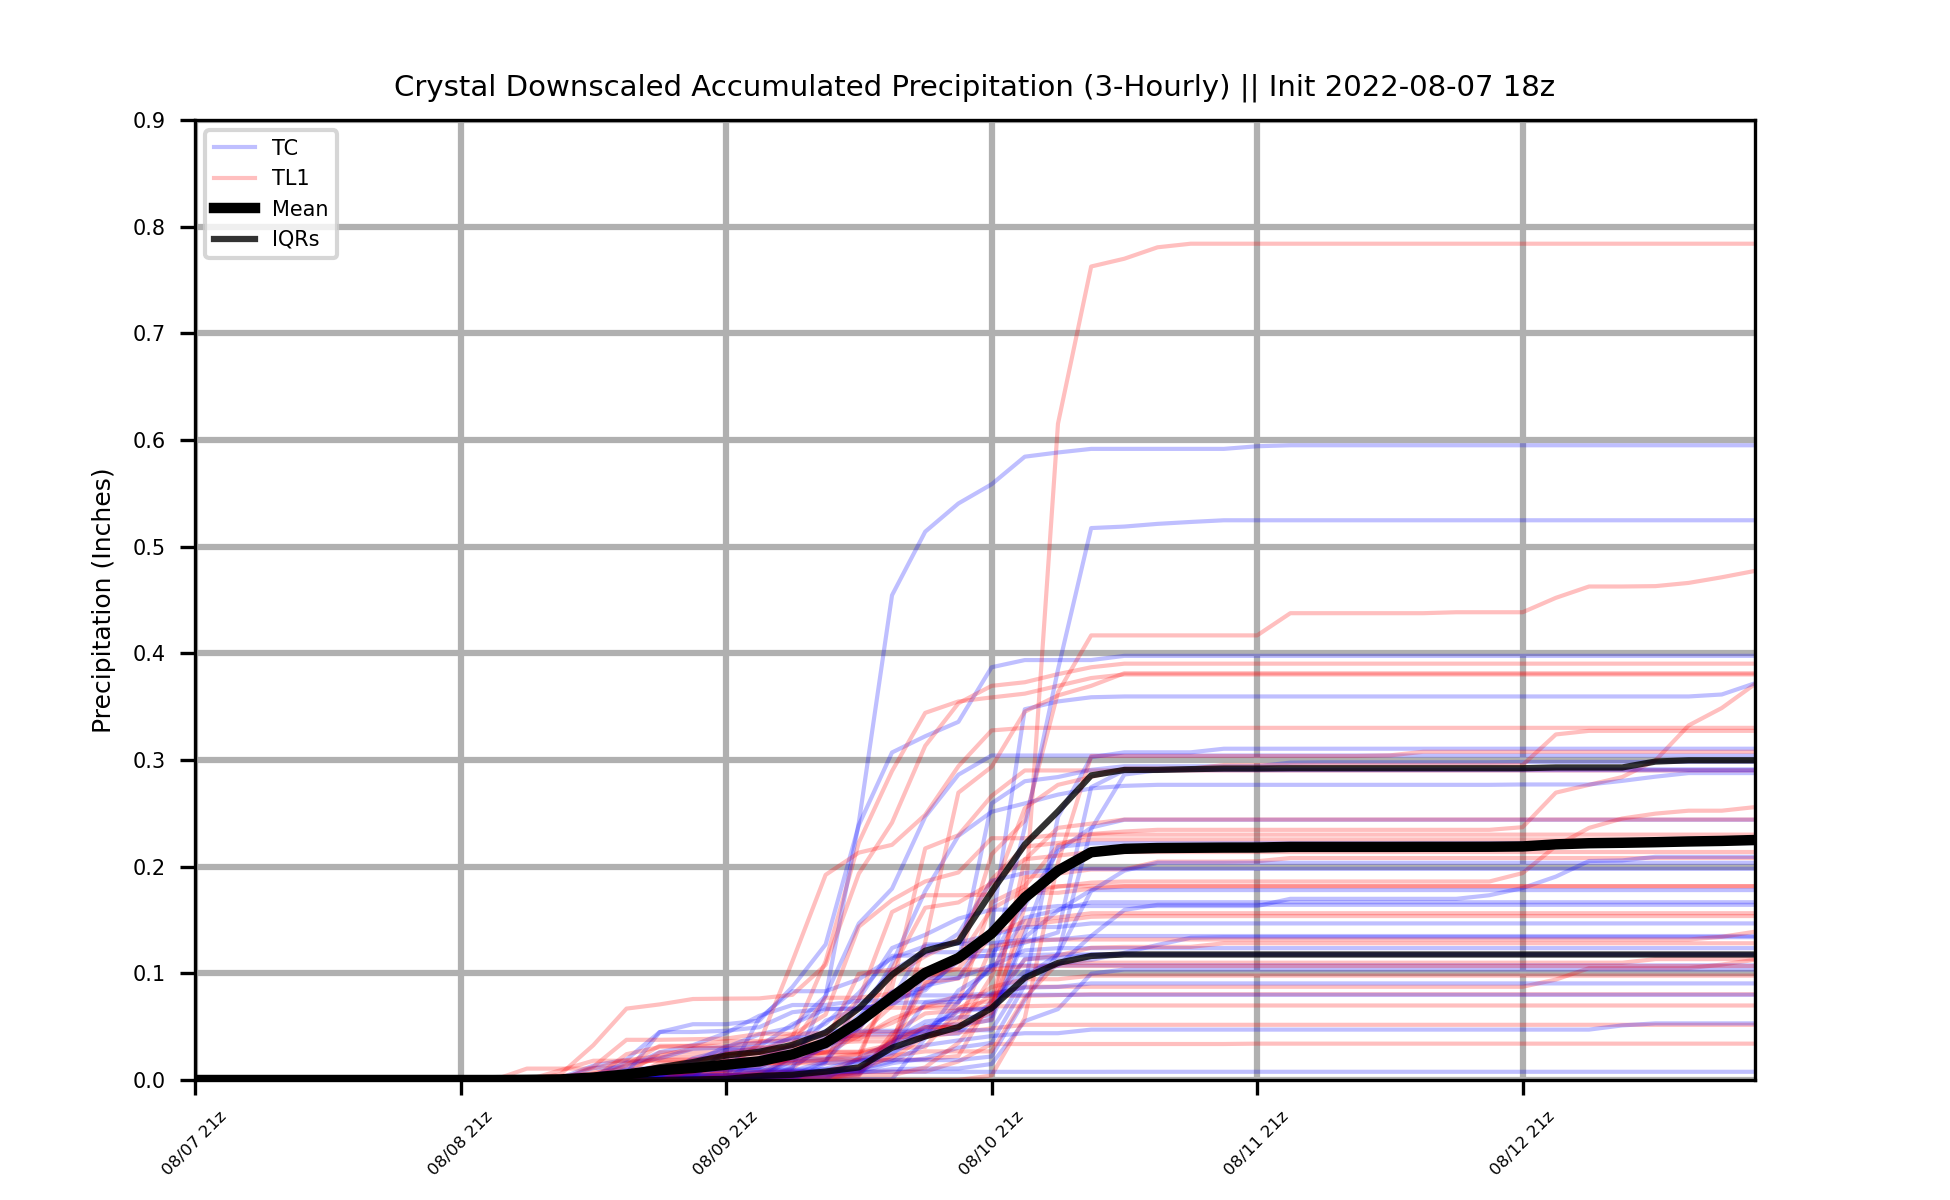 Crystal Downscaled Accumulated Precipitation (3-Hourly) || Init 2022-08-07 18z
TC
TL1
Mean
IQRs
Precipitation (Inches)
0.9
0.8
0.7
0.6
0.5
0.4
0.3
0.2
0.1
0.0
08/07 21z
08/08 21z
08/09 21z
08/10 21z
08/11 21z
08/12 21z